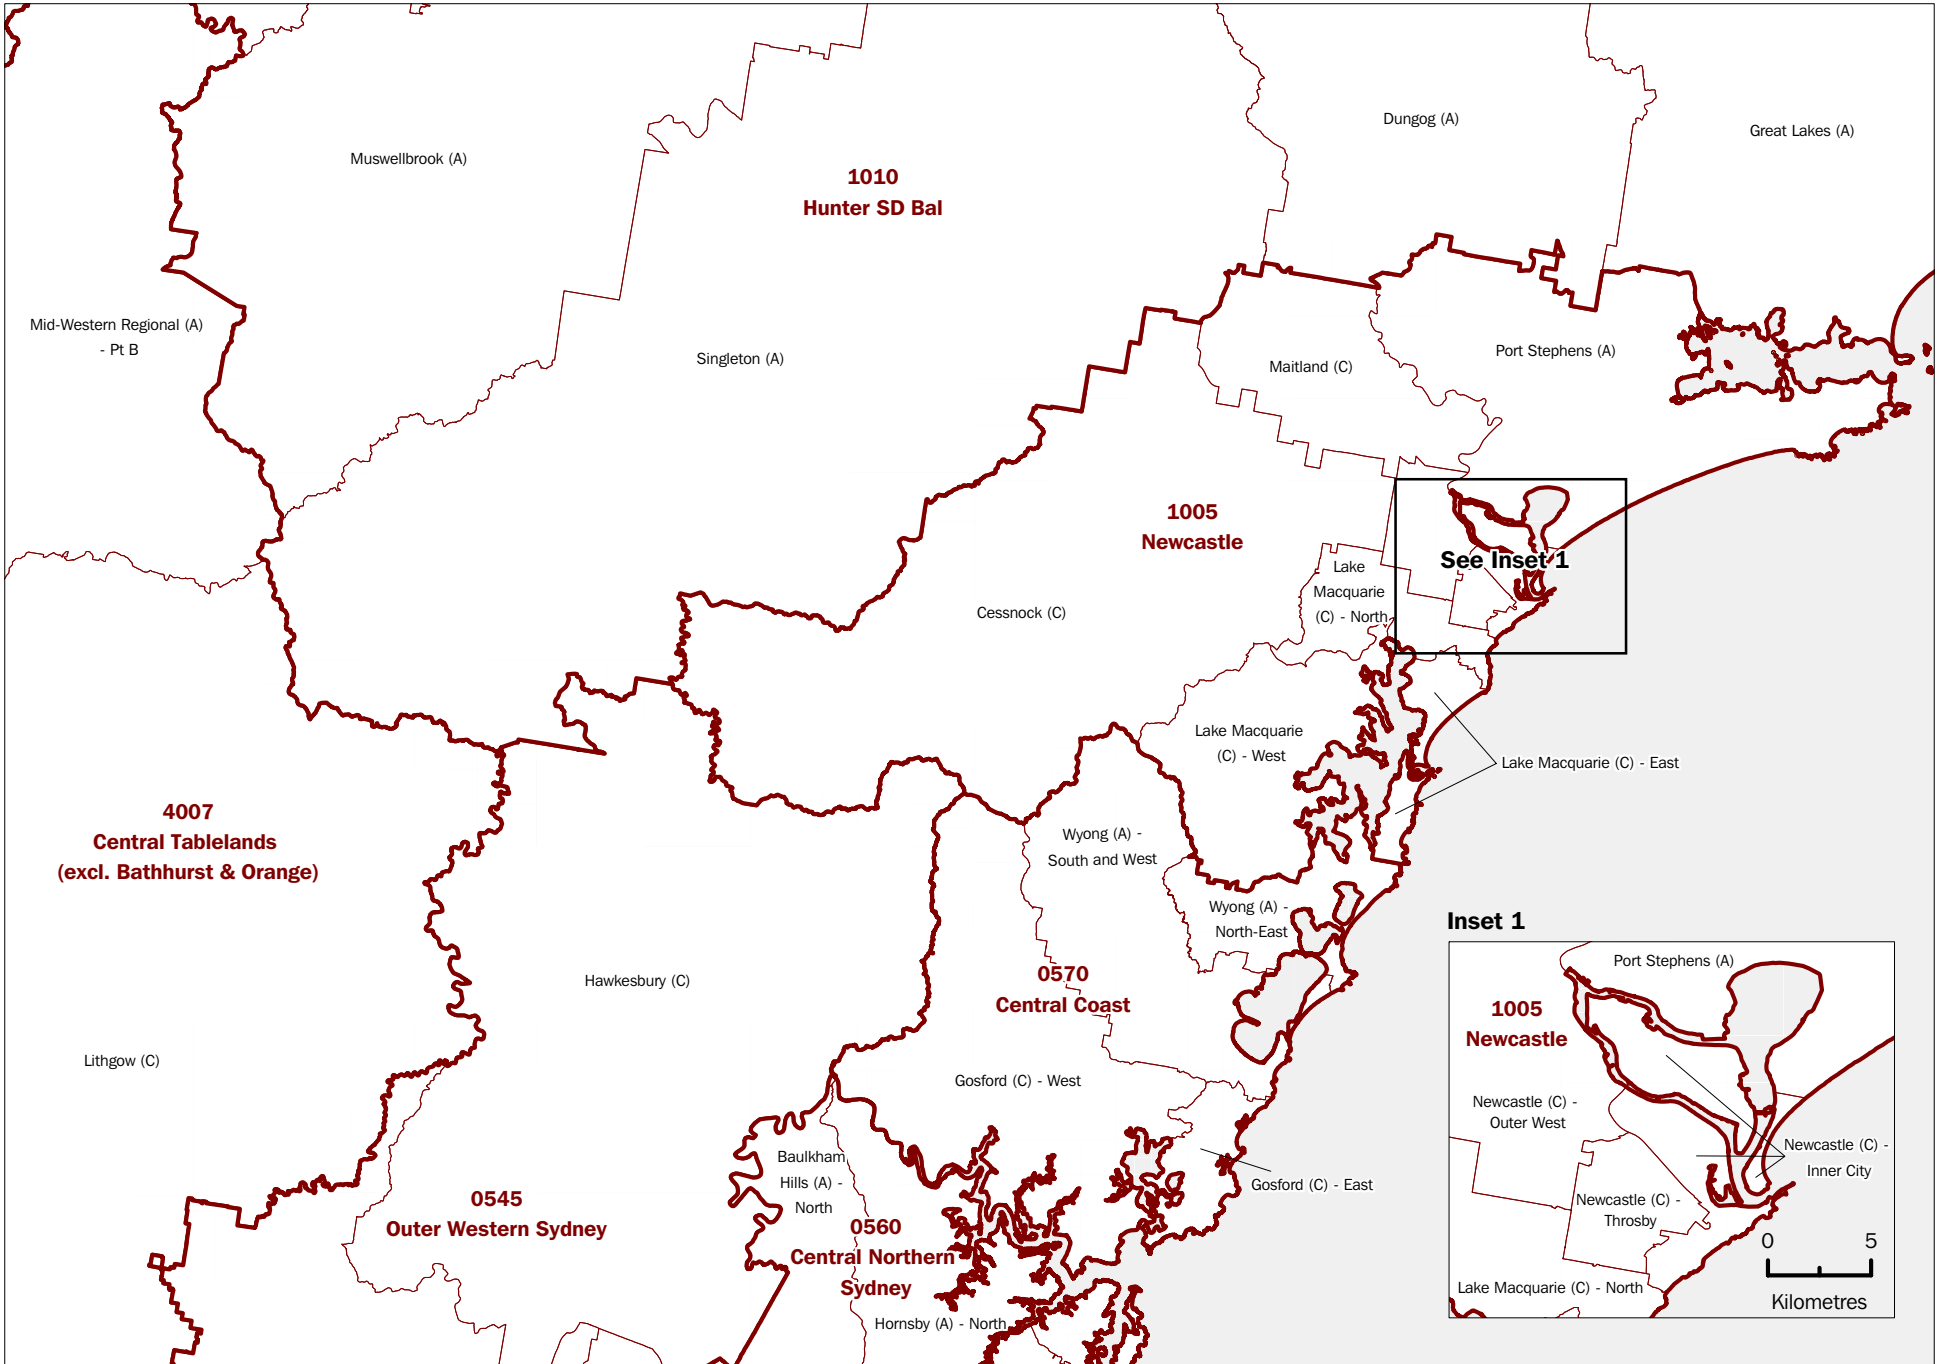 Muswellbrook (A)
1010
Hunter SD Bal
Dungog (A)
Great Lakes (A)
Mid-Western Regional (A)
- Pt B
Singleton (A)
Maitland (C)
Port Stephens (A)
1005
Newcastle
See Inset 1
Lake
Macquarie
(C) - North
Cessnock (C)
Lake Macquarie
(C) - West
Lake Macquarie (C) - East
4007
Central Tablelands
(excl. Bathhurst & Orange)
Wyong (A) -
South and West
Wyong (A) -
North-East
Hawkesbury (C)
0570
Central Coast
Lithgow (C)
Gosford (C) - West
Baulkham
Hills (A) -
North
Gosford (C) - East
0545
Outer Western Sydney
0560
Central Northern
Sydney
Hornsby (A) - North
Inset 1
Port Stephens (A)
1005
Newcastle
Newcastle (C) -
Outer West
Newcastle (C) -
Inner City
Newcastle (C) -
Throsby
Lake Macquarie (C) - North
0 5
Kilometres